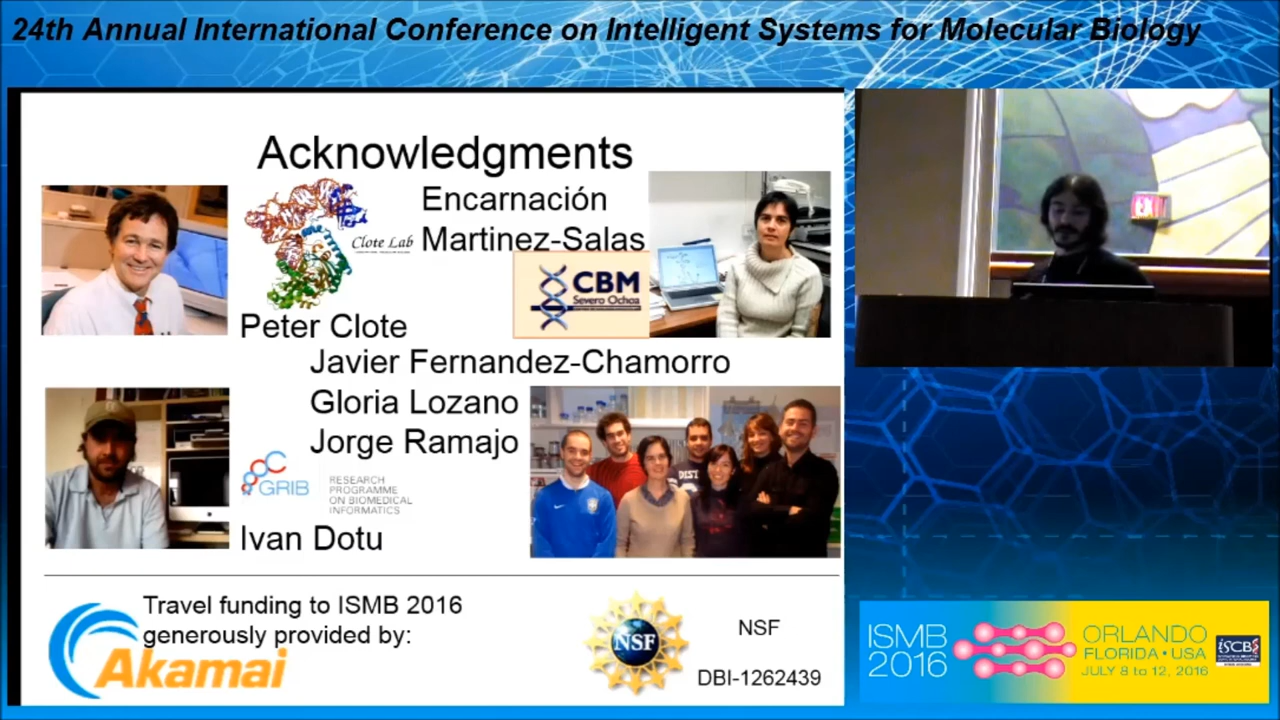 24th Annual International Conference on Intelligent Systems for Molecular Biology
Acknowledgments
Encarnación
Martinez-Salas
Clote Lab
CBM
Severo Ochoa
Peter Clote
Javier Fernandez-Chamorro
Gloria Lozano
Jorge Ramajo
GRIB
RESEARCH
PROGRAMME
ON BIOMEDICAL
INFORMATICS
Ivan Dotu
Travel funding to ISMB 2016
generously provided by:
Akamai
NSF
NSF
DBI-1262439
ISMB
2016
ORLANDO
FLORIDA • USA
JULY 8 to 12, 2016
ISCB